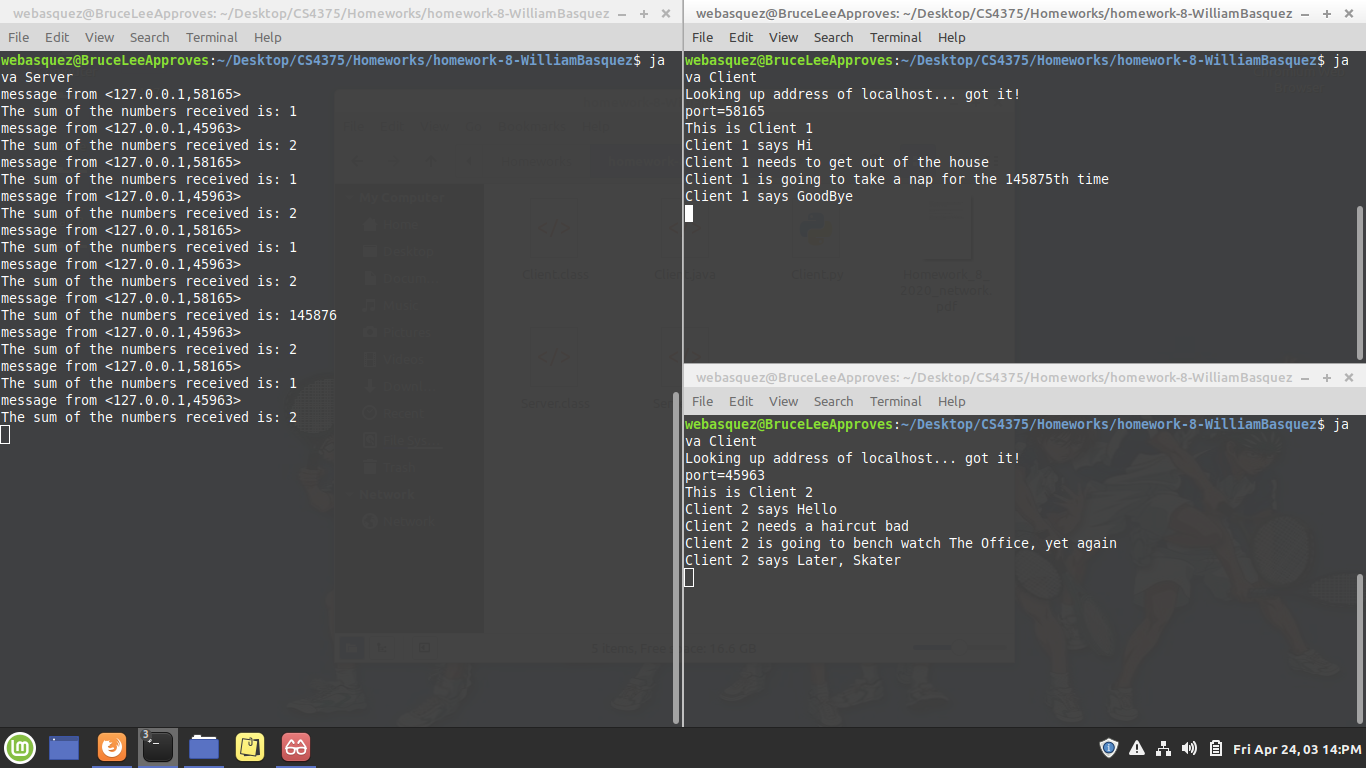 webasquez@BruceLeeApproves: ~/Desktop/CS4375/Homeworks/homework-8-WilliamBasquez
File Edit View Search Terminal Help
webasquez@BruceLeeApproves:~/Desktop/CS4375/Homeworks/homework-8-WilliamBasquez$ ja
va Server
message from <127.0.0.1,58165>
The sum of the numbers received is: 1
message from <127.0.0.1,45963>
The sum of the numbers received is: 2
message from <127.0.0.1,58165>
The sum of the numbers received is: 1
message from <127.0.0.1,45963>
The sum of the numbers received is: 2
message from <127.0.0.1,58165>
The sum of the numbers received is: 1
message from <127.0.0.1,45963>
The sum of the numbers received is: 2
message from <127.0.0.1,58165>
The sum of the numbers received is: 145876
message from <127.0.0.1,45963>
The sum of the numbers received is: 2
message from <127.0.0.1,58165>
The sum of the numbers received is: 1
message from <127.0.0.1,45963>
The sum of the numbers received is: 2
webasquez@BruceLeeApproves: ~/Desktop/CS4375/Homeworks/homework-8-WilliamBasquez
File Edit View Search Terminal Help
webasquez@BruceLeeApproves:~/Desktop/CS4375/Homeworks/homework-8-WilliamBasquez$ ja
va Client
Looking up address of localhost... got it!
port=58165
This is Client 1
Client 1 says Hi
Client 1 needs to get out of the house
Client 1 is going to take a nap for the 145875th time
Client 1 says GoodBye
webasquez@BruceLeeApproves: ~/Desktop/CS4375/Homeworks/homework-8-WilliamBasquez
File Edit View Search Terminal Help
webasquez@BruceLeeApproves:~/Desktop/CS4375/Homeworks/homework-8-WilliamBasquez$ ja
va Client
Looking up address of localhost... got it!
port=45963
This is Client 2
Client 2 says Hello
Client 2 needs a haircut bad
Client 2 is going to bench watch The Office, yet again
Client 2 says Later, Skater
3
Fri Apr 24, 03 14:PM